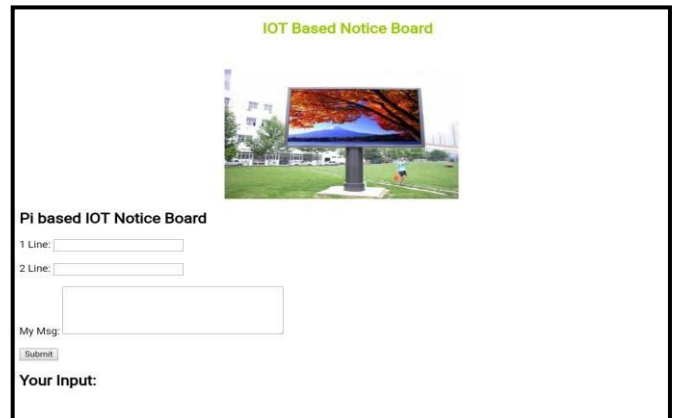 IOT Based Notice Board
Pi based IOT Notice Board
1 Line:
2 Line:
My Msg:
Submit
Your Input: